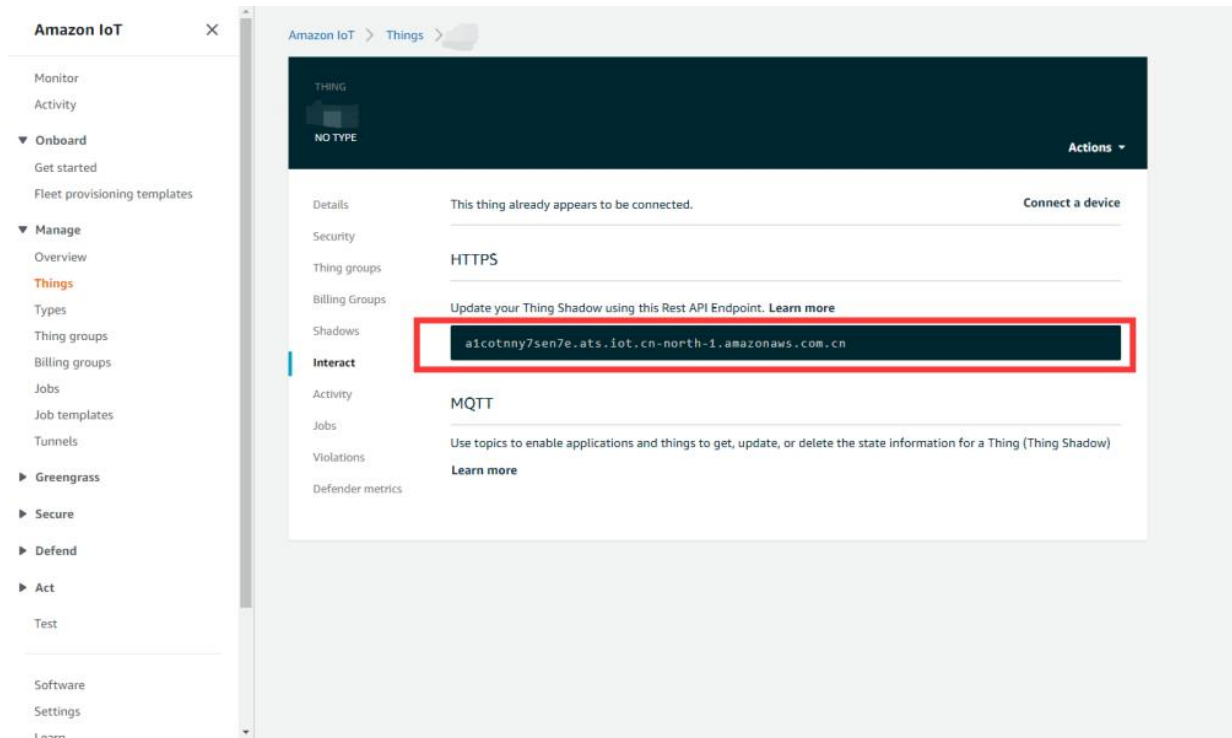 Amazon IoT
Monitor
Activity
Onboard
Get started
Fleet provisioning templates
Manage
Overview
Things
Types
Thing groups
Billing groups
Jobs
Job templates
Tunnels
Greengrass
Secure
Defend
Act
Test
Software
Settings
Learn
Amazon IoT > Things >
THING
NO TYPE
Actions
Details
Security
Thing groups
Billing Groups
Shadows
Interact
Activity
Jobs
Violations
Defender metrics
This thing already appears to be connected.
Connect a device
HTTPS
Update your Thing Shadow using this Rest API Endpoint. Learn more
a1cotnny7sen7e.ats.iot.cn-north-1.amazonaws.com.cn
MQTT
Use topics to enable applications and things to get, update, or delete the state information for a Thing (Thing Shadow)
Learn more